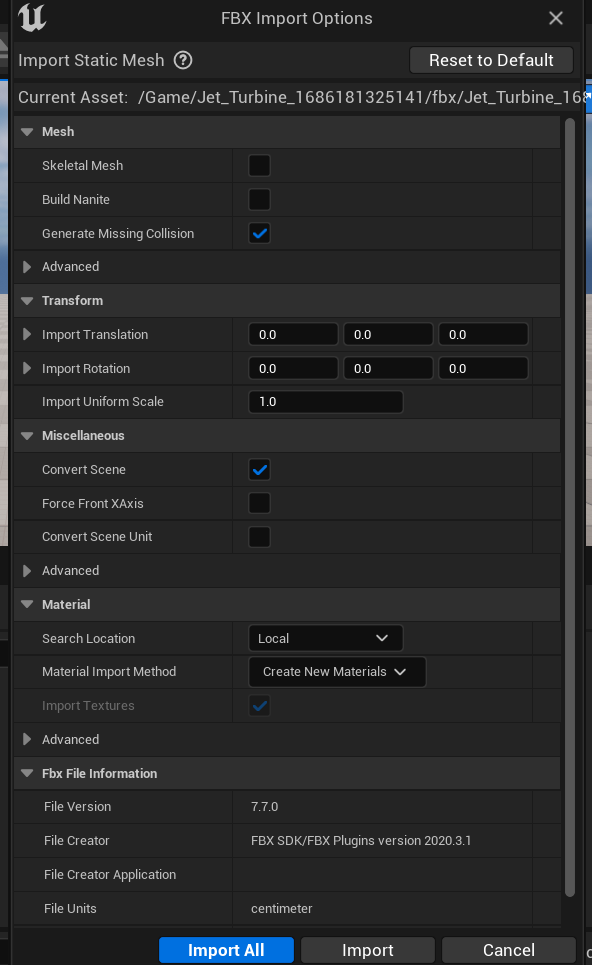 FBX Import Options
Import Static Mesh ? Reset to Default
Current Asset: /Game/Jet_Turbine_1686181325141/fbx/Jet_Turbine_168
Mesh
Skeletal Mesh
Build Nanite
Generate Missing Collision
Advanced
Transform
Import Translation 0.0 0.0 0.0
Import Rotation 0.0 0.0 0.0
Import Uniform Scale 1.0
Miscellaneous
Convert Scene
Force Front XAxis
Convert Scene Unit
Advanced
Material
Search Location Local
Material Import Method Create New Materials
Import Textures
Advanced
Fbx File Information
File Version 7.7.0
File Creator FBX SDK/FBX Plugins version 2020.3.1
File Creator Application
File Units centimeter
Import All Import Cancel